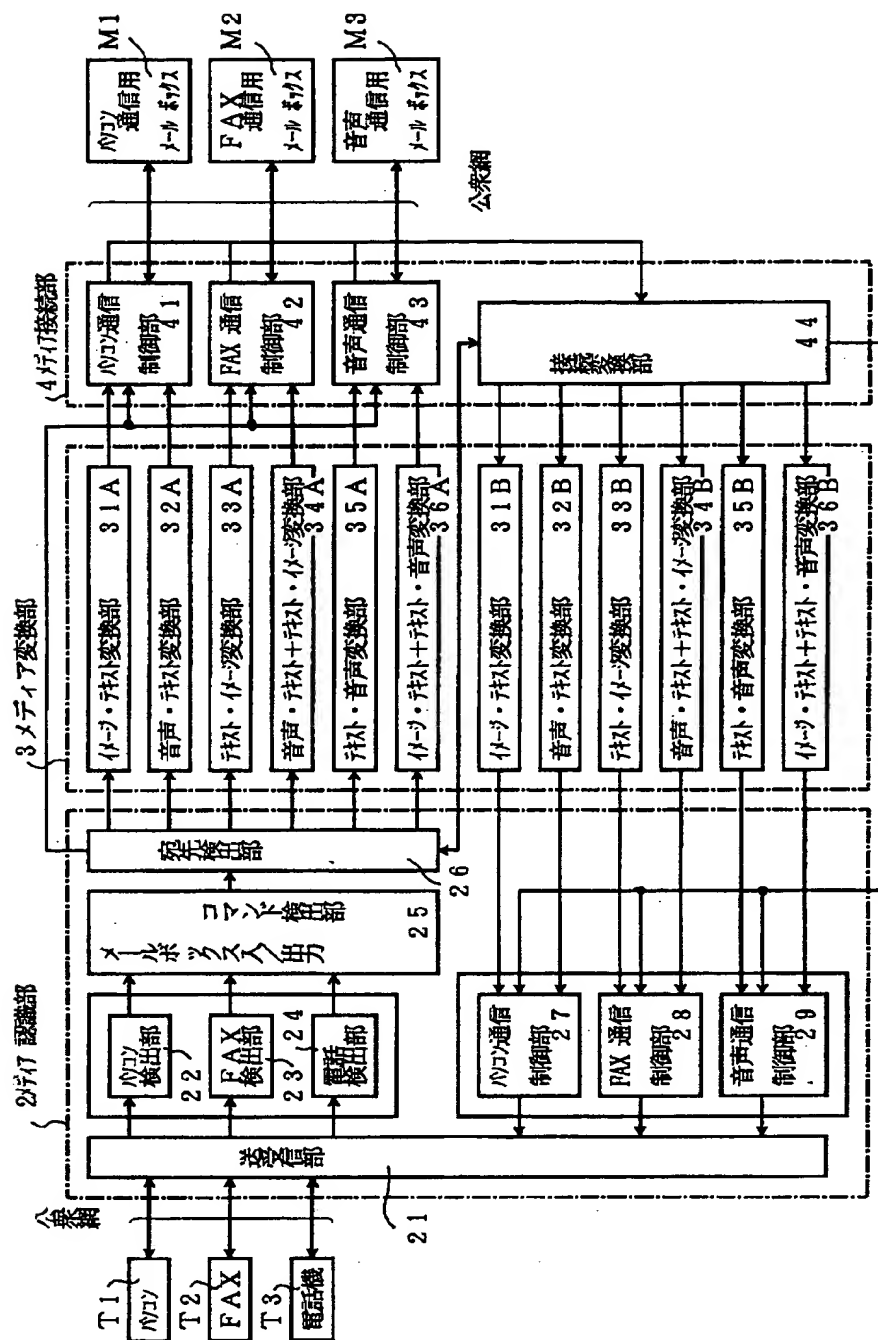 T1
パソコン
T2
FAX
T3
電話機
公衆網
2メディア認識部
送受信部
21
パソコン
検出部
22
FAX
検出部
23
電話
検出部
24
メールボックス入/出力
コマンド検出部
25
宛先検出部
26
パソコン通信
制御部
27
FAX通信
制御部
28
音声通信
制御部
29
3メディア変換部
イメージ・テキスト変換部 31A
音声・テキスト変換部 32A
テキスト・イメージ変換部 33A
音声・テキスト+テキスト・イメージ変換部
34A
テキスト・音声変換部 35A
イメージ・テキスト+テキスト・音声変換部
36A
イメージ・テキスト変換部 31B
音声・テキスト変換部 32B
テキスト・イメージ変換部 33B
音声・テキスト+テキスト・イメージ変換部
34B
テキスト・音声変換部 35B
イメージ・テキスト+テキスト・音声変換部
36B
4メディア接続部
パソコン通信
制御部
41
FAX通信
制御部
42
音声通信
制御部
43
接続変換部
44
公衆網
パソコン
通信用
メールボックス
M1
FAX
通信用
メールボックス
M2
音声
通信用
メールボックス
M3